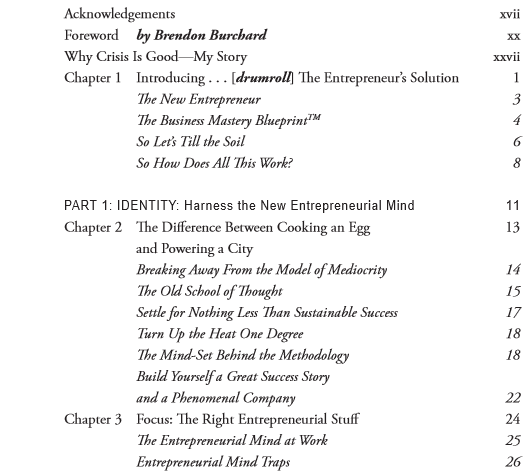 Acknowledgements xvii
Foreword by Brendon Burchard xx
Why Crisis Is Good—My Story xxvii
Chapter 1 Introducing . . . [drumroll] The Entrepreneur's Solution 1
The New Entrepreneur 3
The Business Mastery Blueprint™ 4
So Let's Till the Soil 6
So How Does All This Work? 8
PART 1: IDENTITY: Harness the New Entrepreneurial Mind 11
Chapter 2 The Difference Between Cooking an Egg 13
and Powering a City
Breaking Away From the Model of Mediocrity 14
The Old School of Thought 15
Settle for Nothing Less Than Sustainable Success 17
Turn Up the Heat One Degree 18
The Mind-Set Behind the Methodology 18
Build Yourself a Great Success Story
and a Phenomenal Company 22
Chapter 3 Focus: The Right Entrepreneurial Stuff 24
The Entrepreneurial Mind at Work 25
Entrepreneurial Mind Traps 26